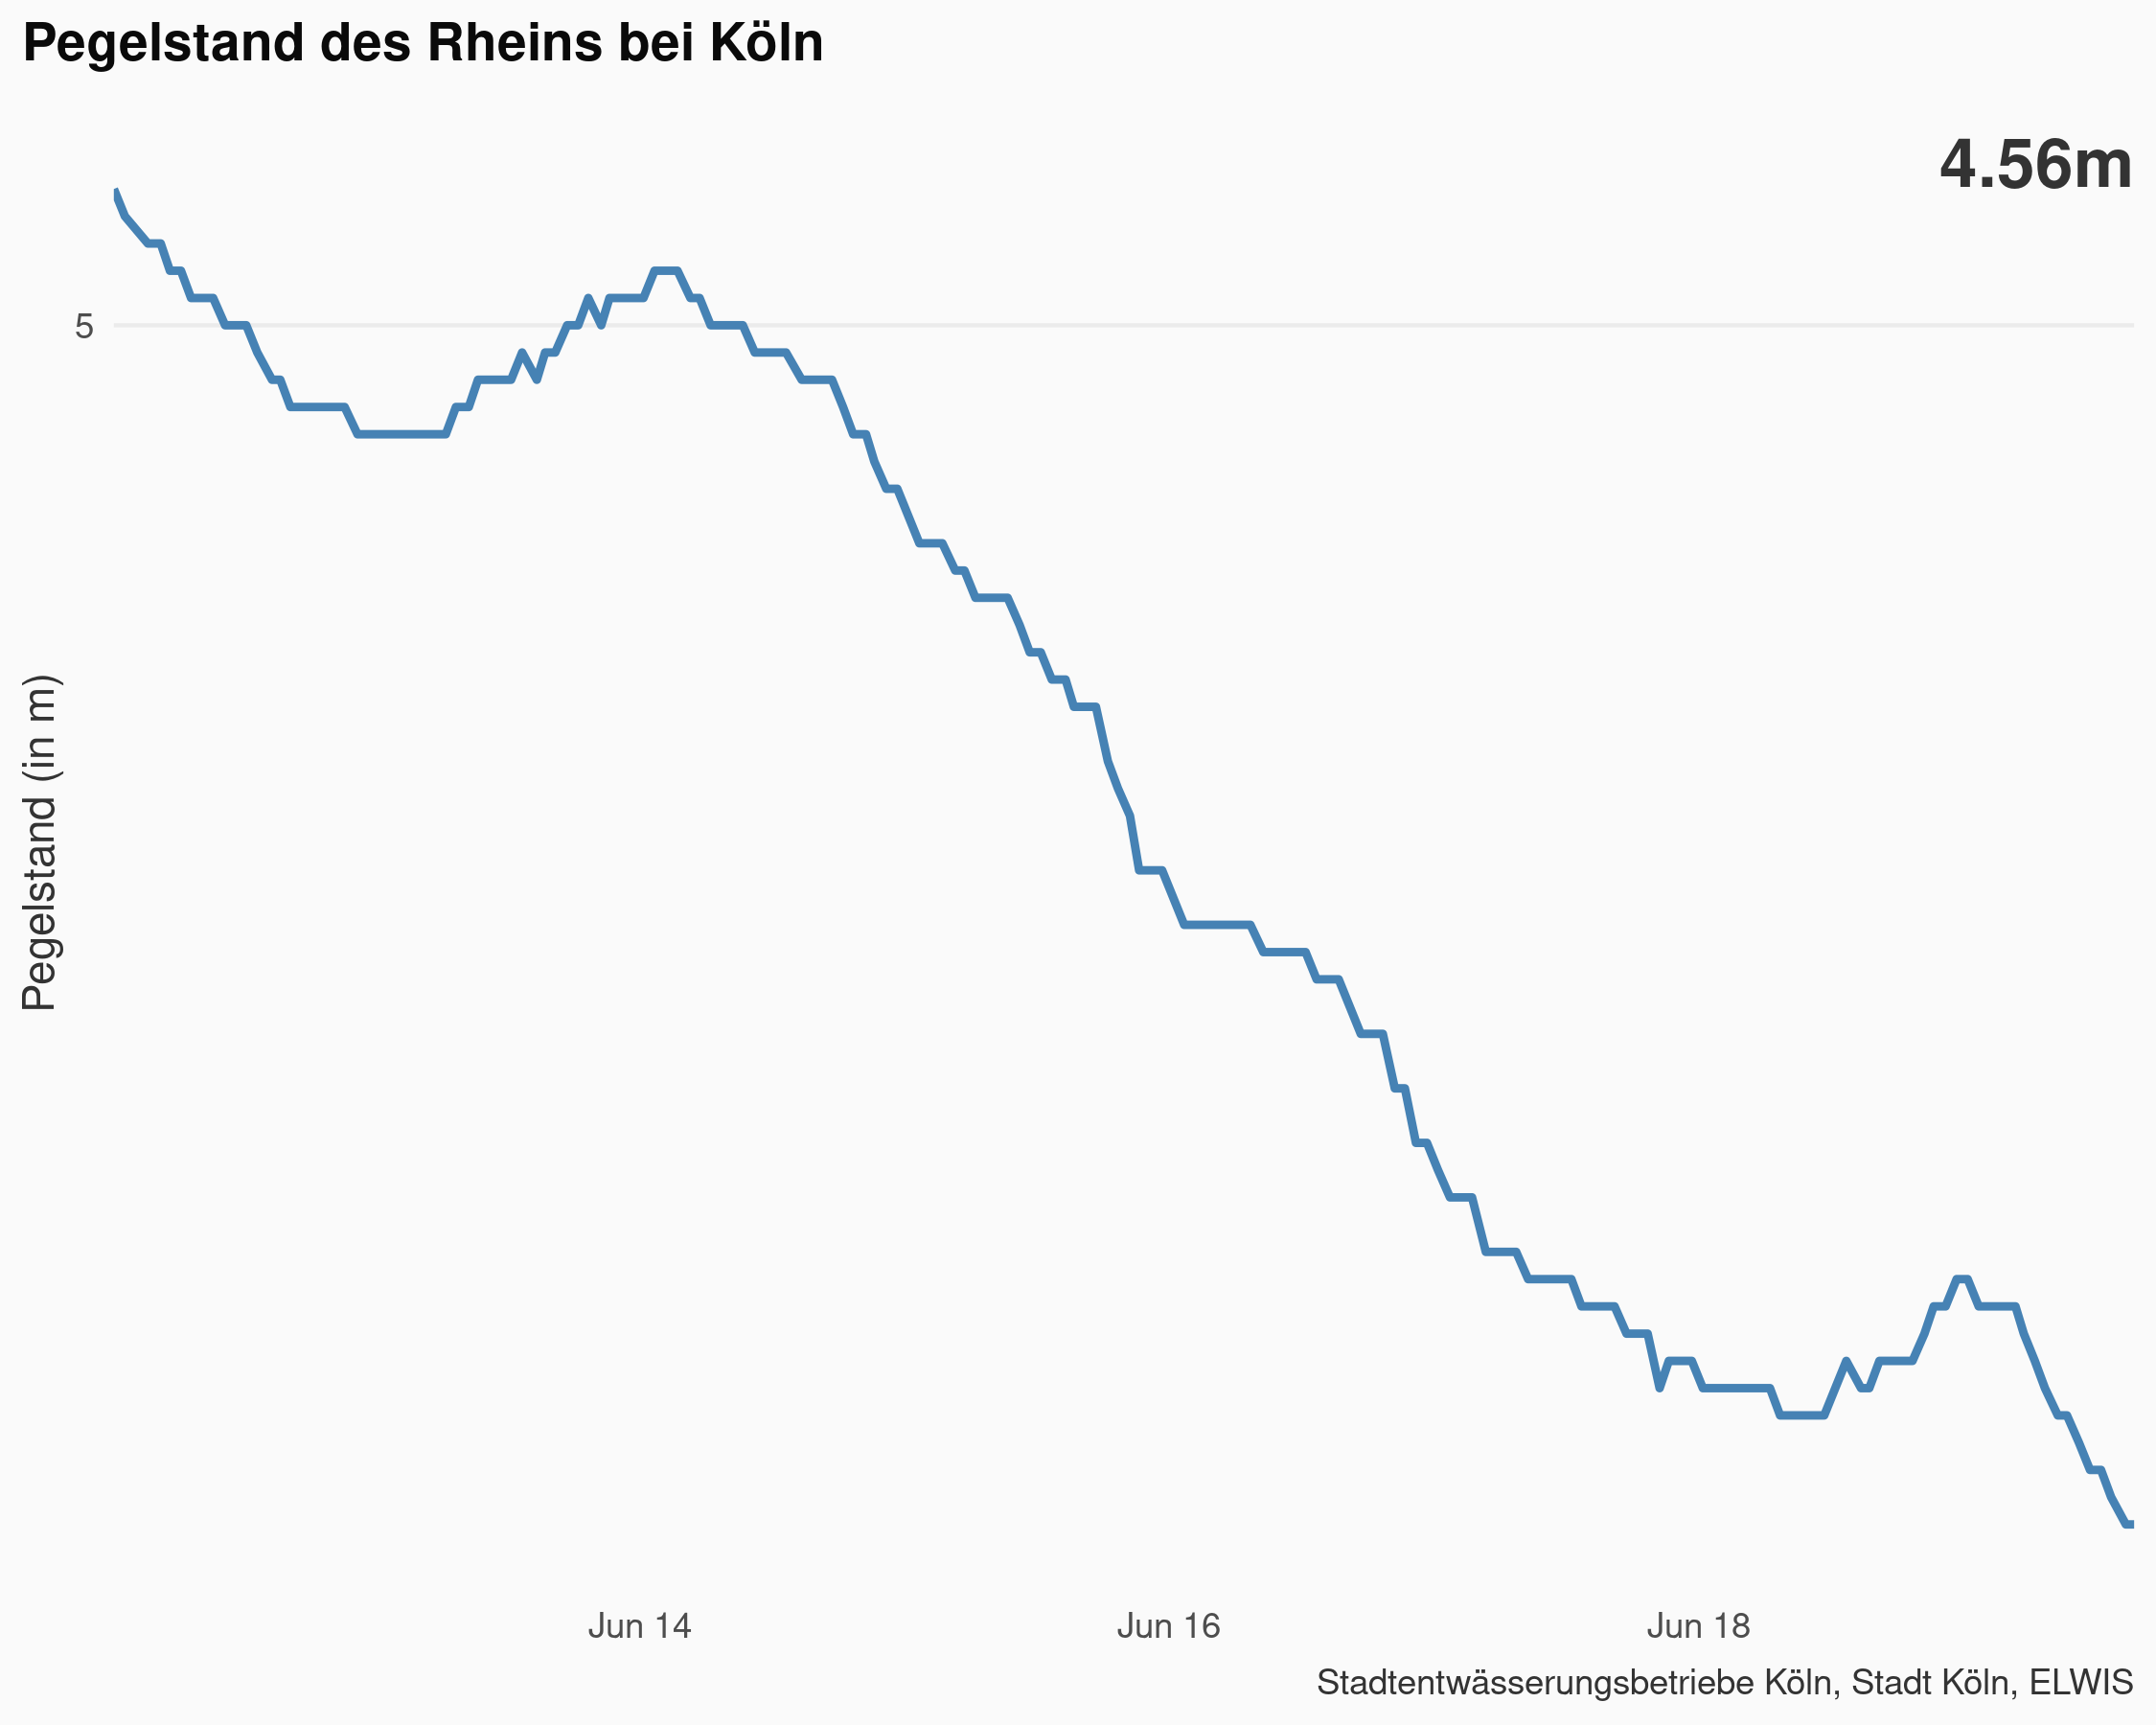 Pegelstand des Rheins bei Köln
4.56m
5
Pegelstand (in m)
Jun 14
Jun 16
Jun 18
Stadtentwässerungsbetriebe Köln, Stadt Köln, ELWIS